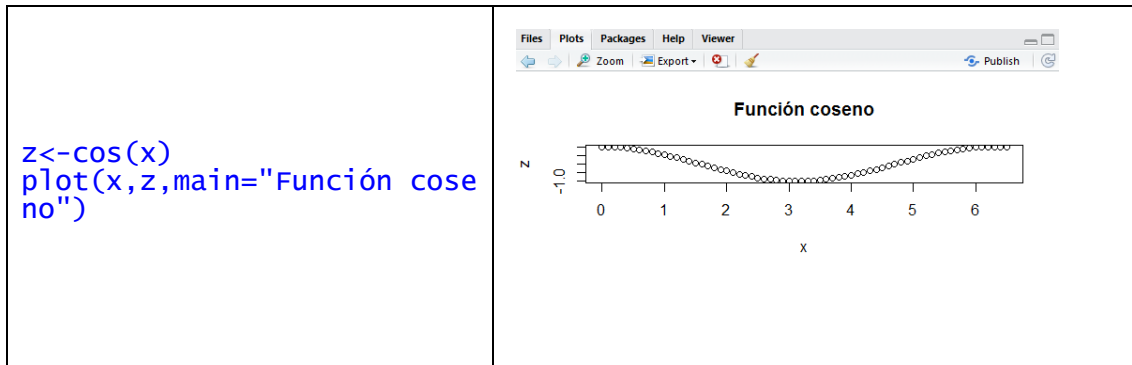 z<-cos(x)
plot(x,z,main="Función cose
no")
Files Plots Packages Help Viewer
Zoom Export Publish
Función coseno
z
-1.0
0 1 2 3 4 5 6
x